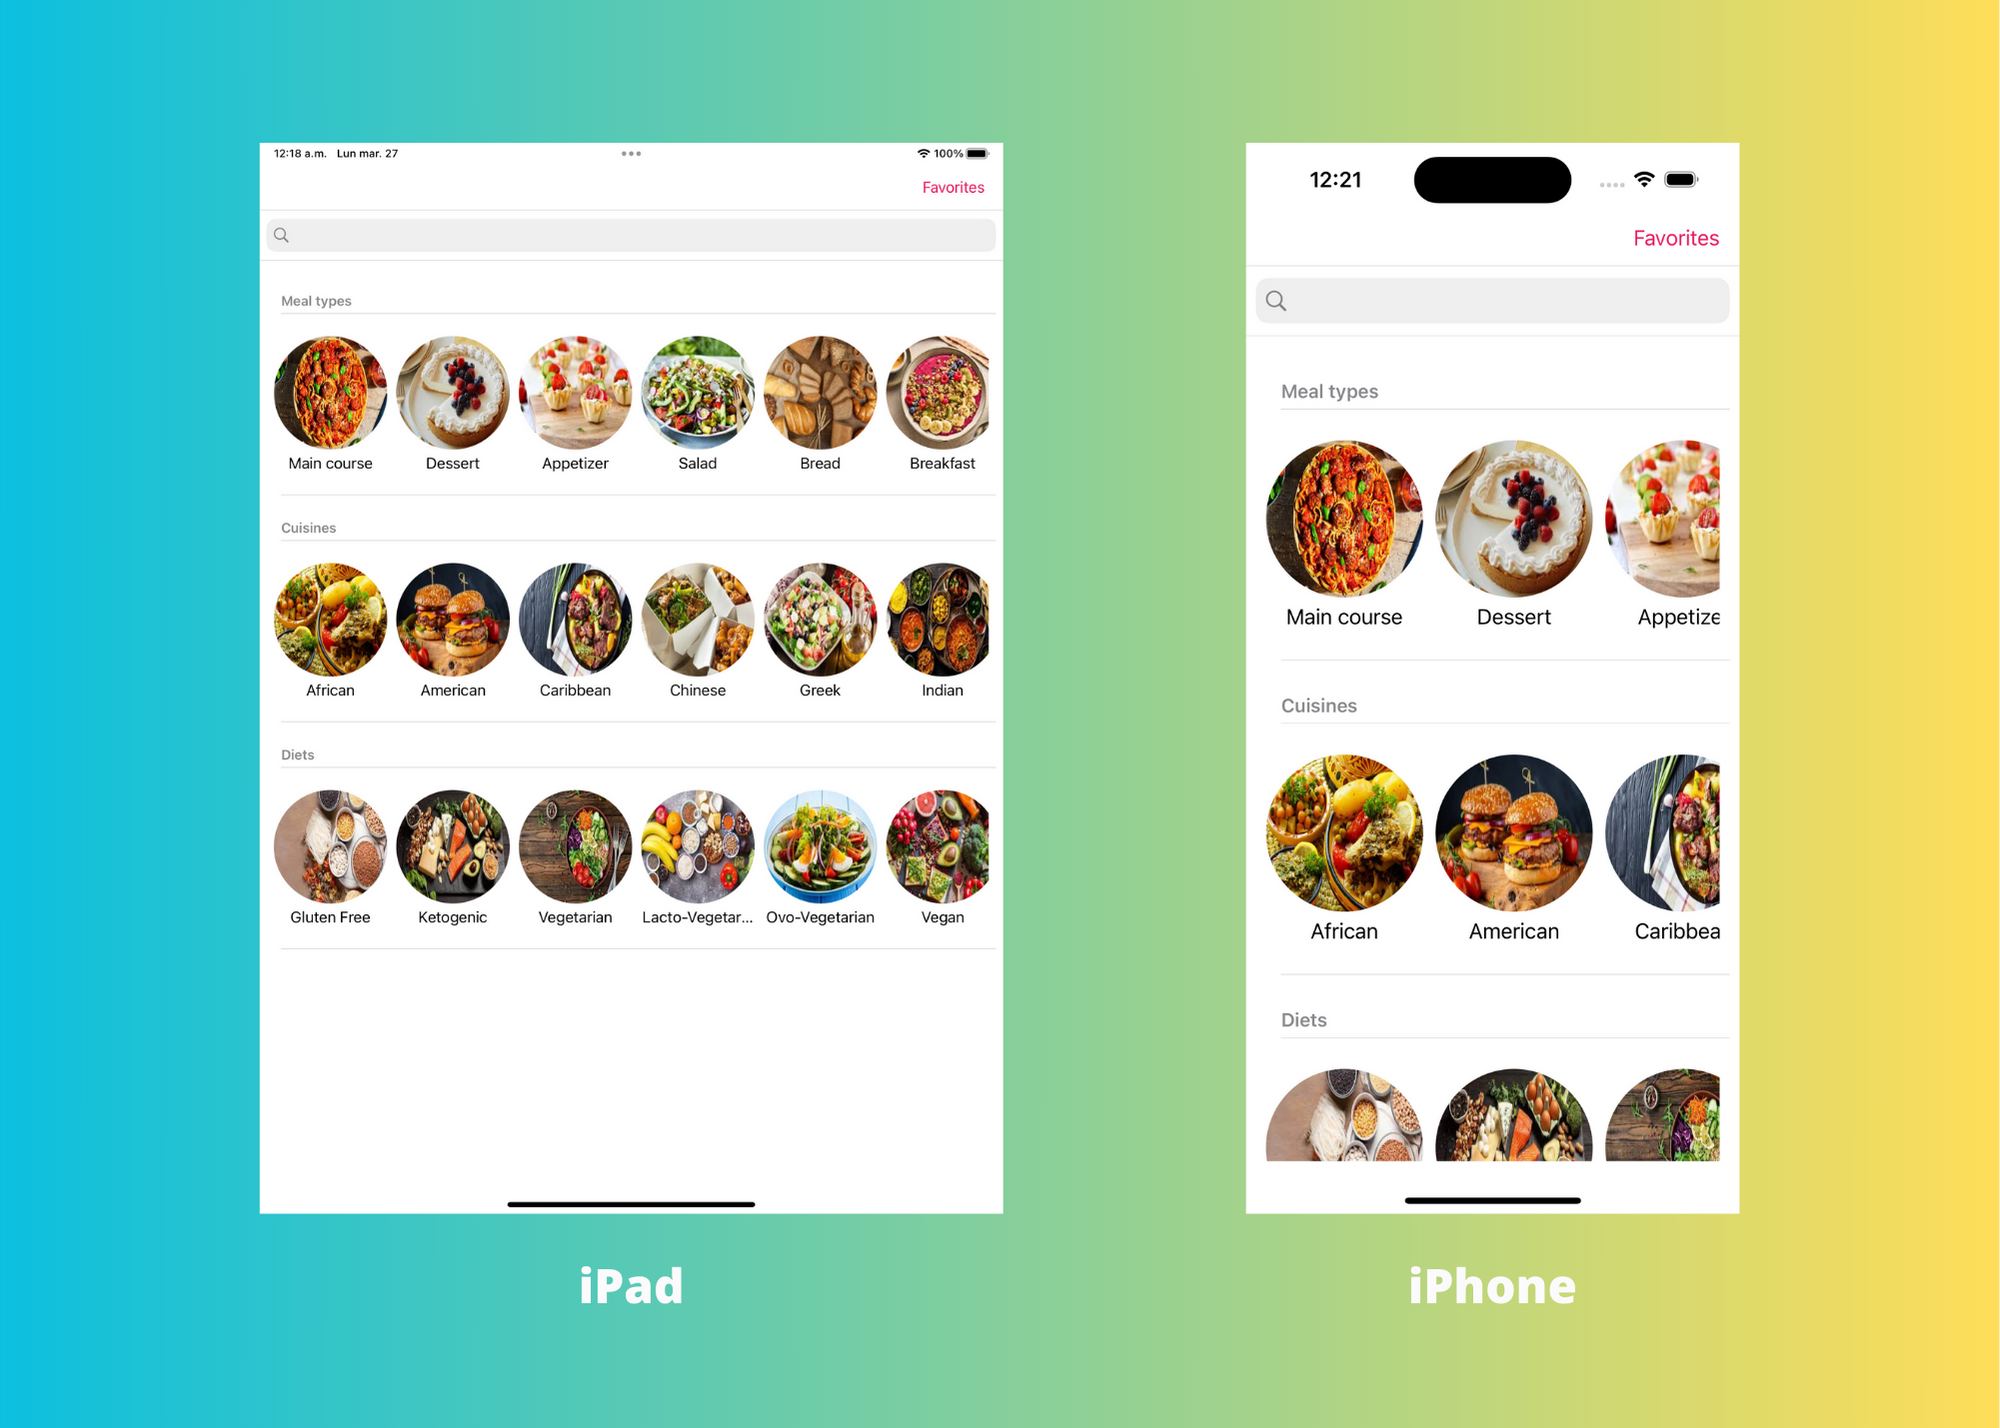 12:18 a.m. Lun mar. 27
100%
Favorites
Meal types
Main course Dessert Appetizer Salad Bread Breakfast
Cuisines
African American Caribbean Chinese Greek Indian
Diets
Gluten Free Ketogenic Vegetarian Lacto-Vegetar... Ovo-Vegetarian Vegan
iPad
12:21
Favorites
Meal types
Main course Dessert Appetize
Cuisines
African American Caribbea
Diets
iPhone